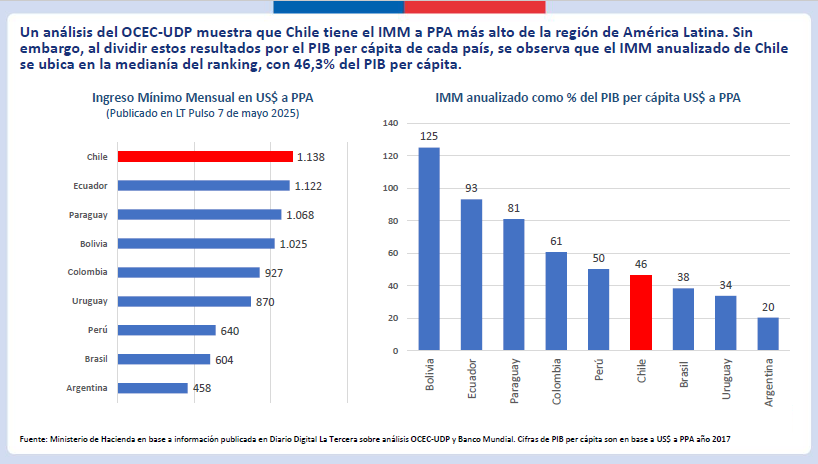 Un análisis del OCEC-UDP muestra que Chile tiene el IMM a PPA más alto de la región de América Latina. Sin
embargo, al dividir estos resultados por el PIB per cápita de cada país, se observa que el IMM anualizado de Chile
se ubica en la medianía del ranking, con 46,3% del PIB per cápita.
Ingreso Mínimo Mensual en US$ a PPA
(Publicado en LT Pulso 7 de mayo 2025)
Chile 1.138
Ecuador 1.122
Paraguay 1.068
Bolivia 1.025
Colombia 927
Uruguay 870
Perú 640
Brasil 604
Argentina 458
IMM anualizado como % del PIB per cápita US$ a PPA
140
120
100
80
60
40
20
0
125
93
81
61
50
46
38
34
20
Bolivia
Ecuador
Paraguay
Colombia
Perú
Chile
Brasil
Uruguay
Argentina
Fuente: Ministerio de Hacienda en base a información publicada en Diario Digital La Tercera sobre análisis OCEC-UDP y Banco Mundial. Cifras de PIB per cápita son en base a US$ a PPA año 2017